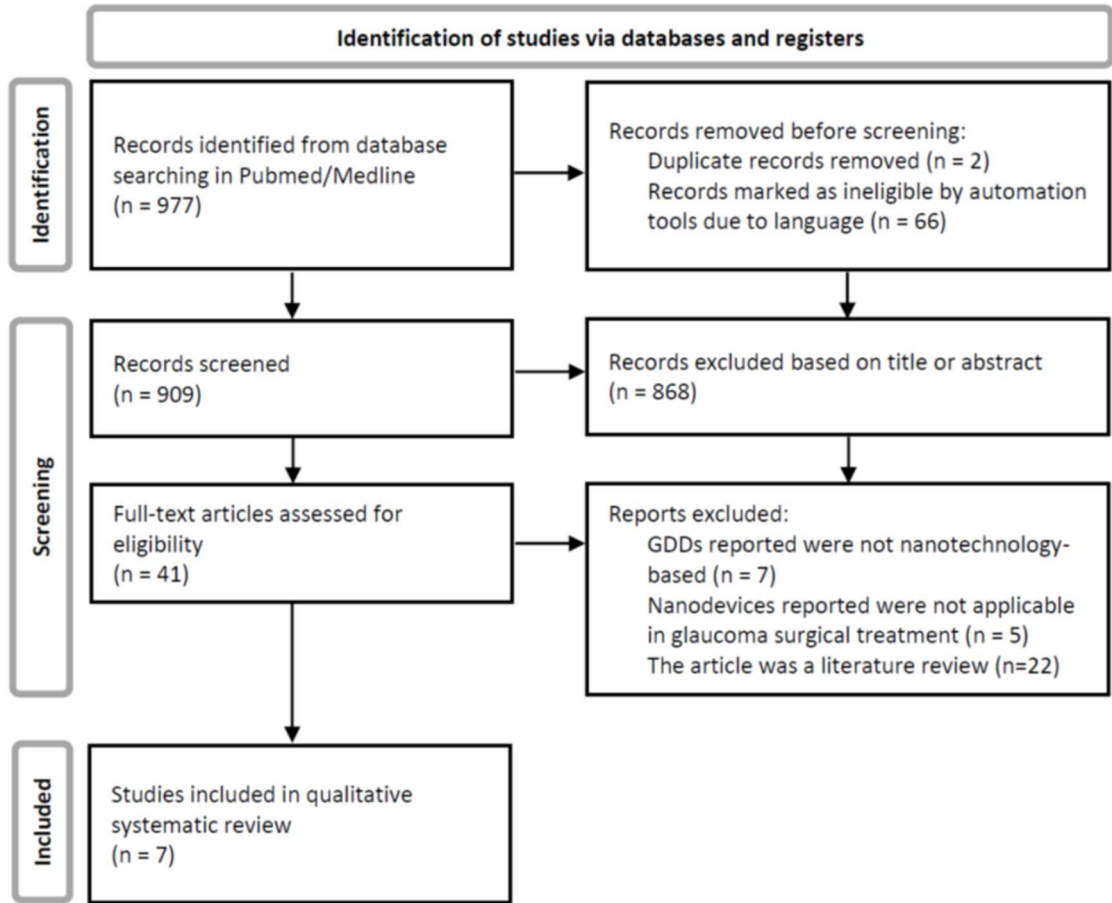 Identification of studies via databases and registers
Identification
Records identified from database
searching in Pubmed/Medline
(n = 977)
Records removed before screening:
Duplicate records removed (n = 2)
Records marked as ineligible by automation
tools due to language (n = 66)
Screening
Records screened
(n = 909)
Records excluded based on title or abstract
(n = 868)
Full-text articles assessed for
eligibility
(n = 41)
Reports excluded:
GDDs reported were not nanotechnology-
based (n = 7)
Nanodevices reported were not applicable
in glaucoma surgical treatment (n = 5)
The article was a literature review (n=22)
Included
Studies included in qualitative
systematic review
(n = 7)